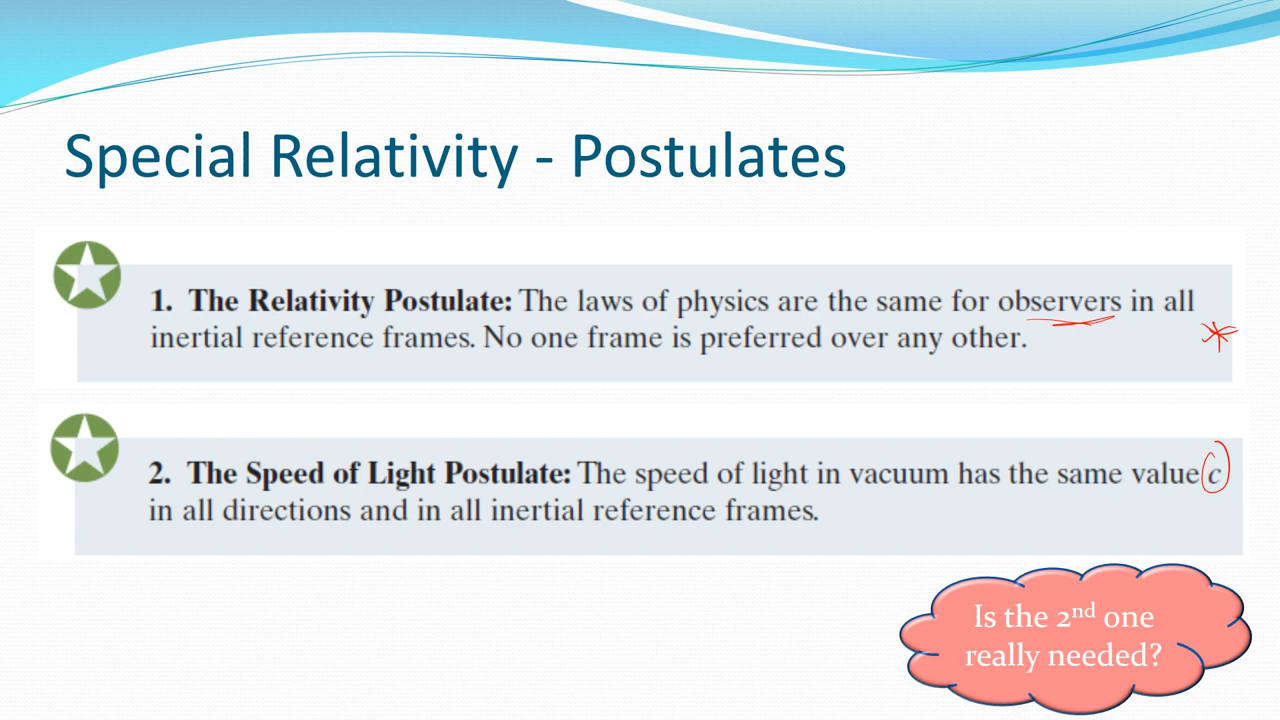 Special Relativity - Postulates
1. The Relativity Postulate: The laws of physics are the same for observers in all
inertial reference frames. No one frame is preferred over any other.
2. The Speed of Light Postulate: The speed of light in vacuum has the same value c
in all directions and in all inertial reference frames.
Is the 2nd one
really needed?